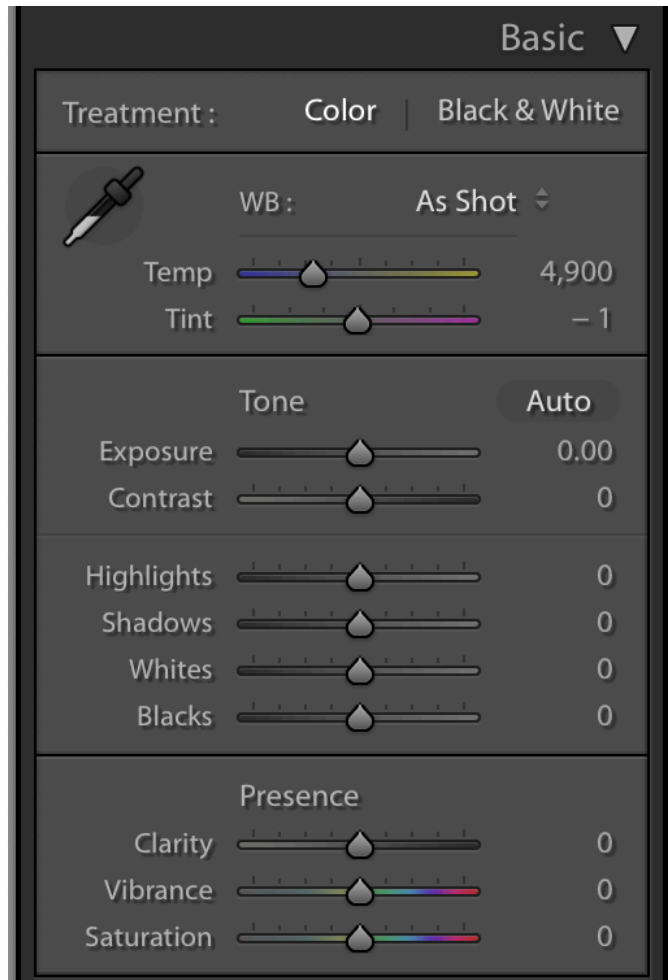 Basic ▼
Treatment : Color | Black & White
WB : As Shot
Temp 4,900
Tint – 1
Tone Auto
Exposure 0.00
Contrast 0
Highlights 0
Shadows 0
Whites 0
Blacks 0
Presence
Clarity 0
Vibrance 0
Saturation 0